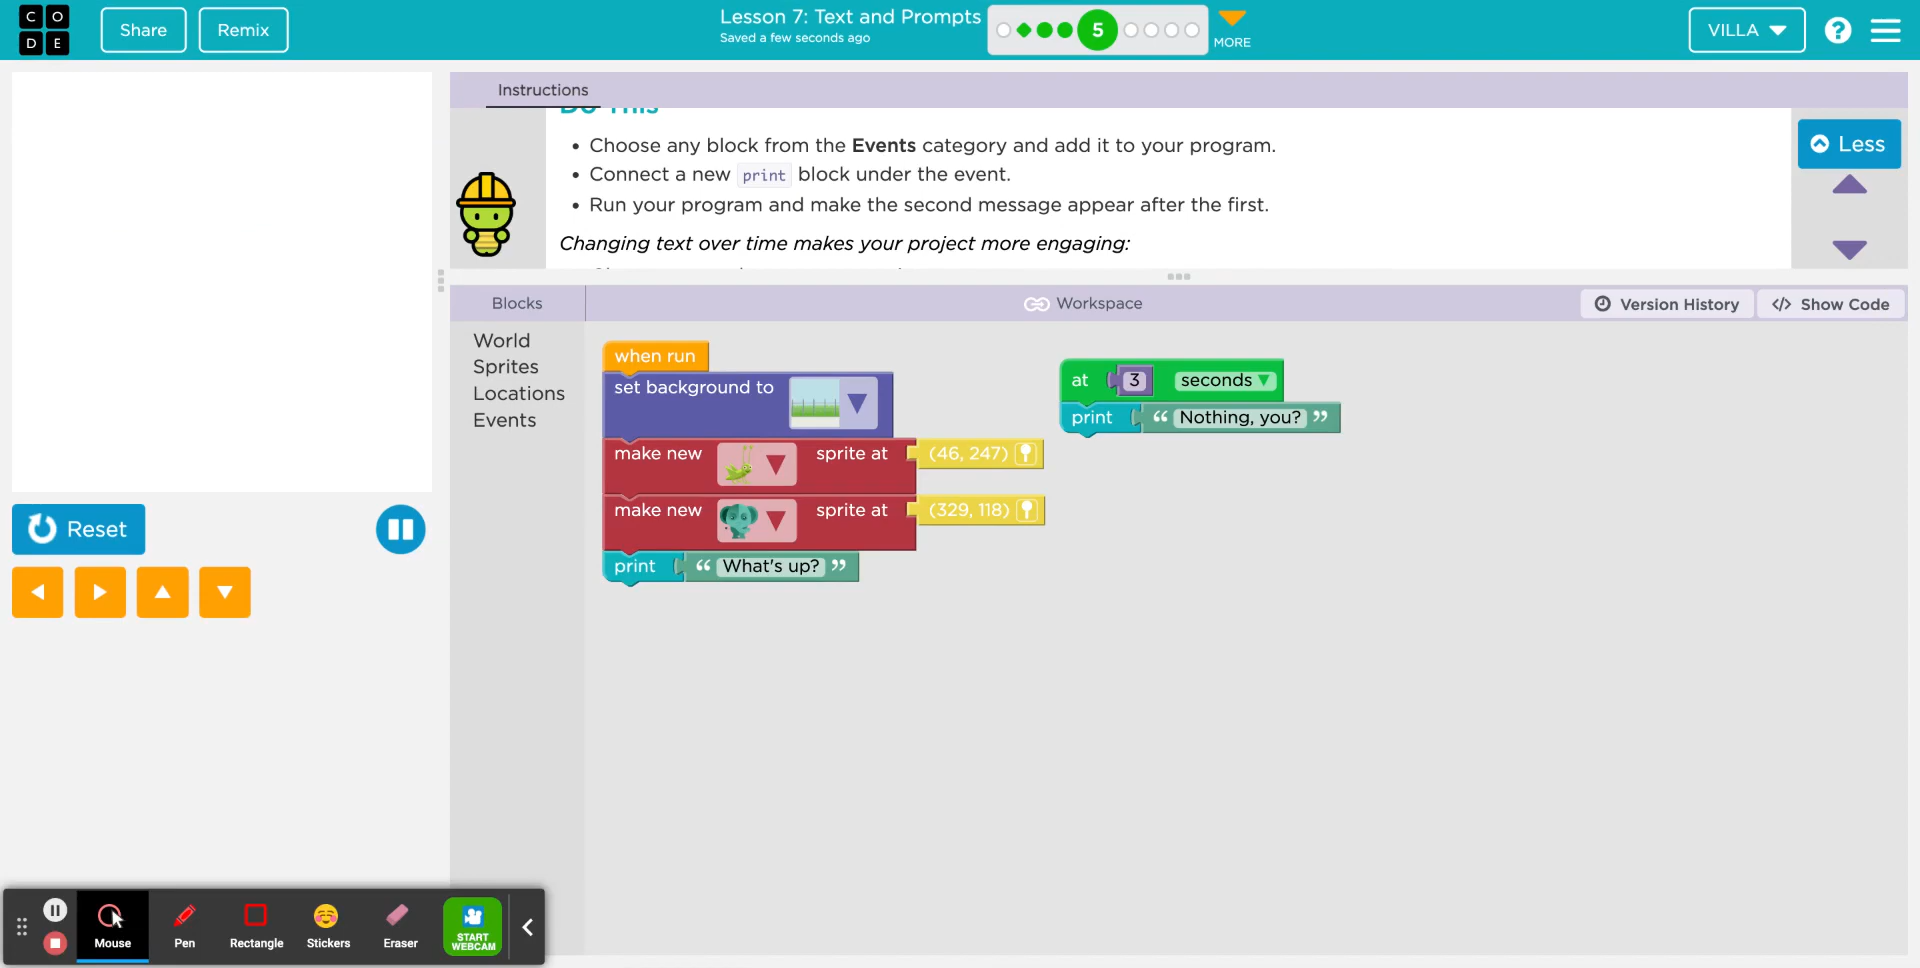 C O
D E
Share
Remix
Lesson 7: Text and Prompts
Saved a few seconds ago
5
MORE
VILLA
?
Instructions
Do This
Choose any block from the Events category and add it to your program.
Connect a new print block under the event.
Run your program and make the second message appear after the first.
Changing text over time makes your project more engaging:
Less
Blocks
Workspace
Version History
</> Show Code
World
Sprites
Locations
Events
when run
set background to
make new sprite at (46, 247)
make new sprite at (329, 118)
print “ What's up? ”
at 3 seconds
print “ Nothing, you? ”
Reset
Mouse
Pen
Rectangle
Stickers
Eraser
START
WEBCAM